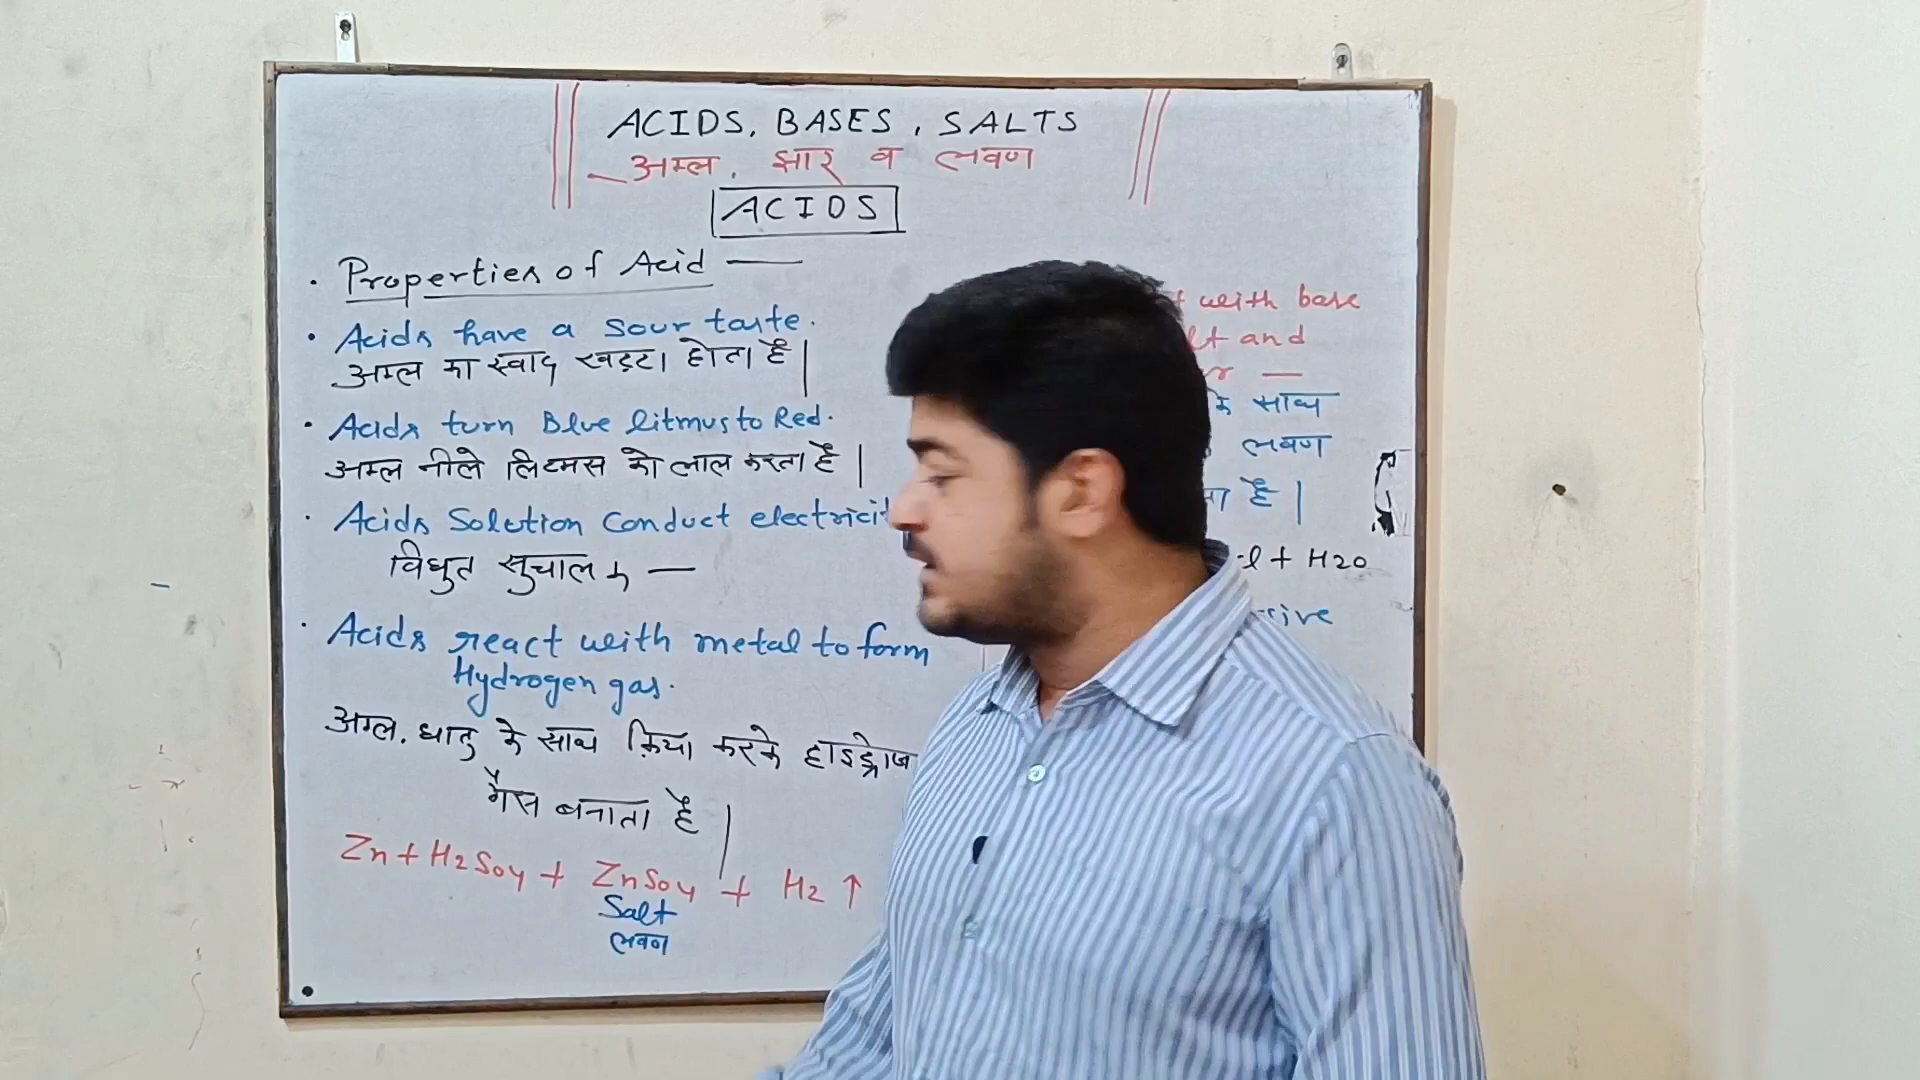 ACIDS, BASES, SALTS
अम्ल, क्षार व लवण
ACIDS
. Properties of Acid —
. Acids have a sour taste.
अम्ल का स्वाद खट्टा होता है|
. Acids turn Blue litmus to Red.
अम्ल नीले लिटमस को लाल करता है|
. Acids Solution Conduct electricit
विधुत सुचालक —
. Acids react with metal to form
Hydrogen gas.
अम्ल, धातु के साथ क्रिया करके हाइड्रोज
गैस बनाता है|
Zn + H2SO4 + ZnSO4 + H2 ↑
Salt
लवण
with base
and
के साथ
लवण
है|
l + H2O
sive